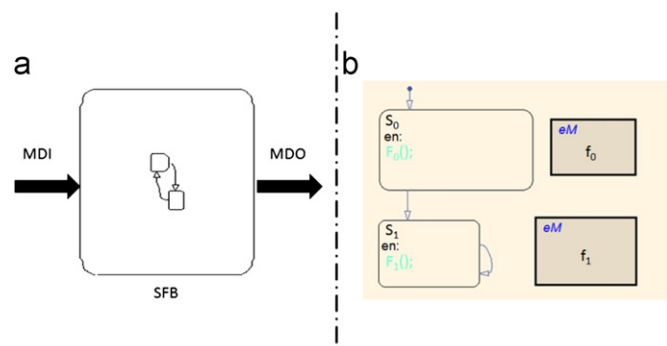 a
MDI
MDO
SFB
b
S₀
en:
F₀();
eM
f₀
S₁
en:
F₁();
eM
f₁